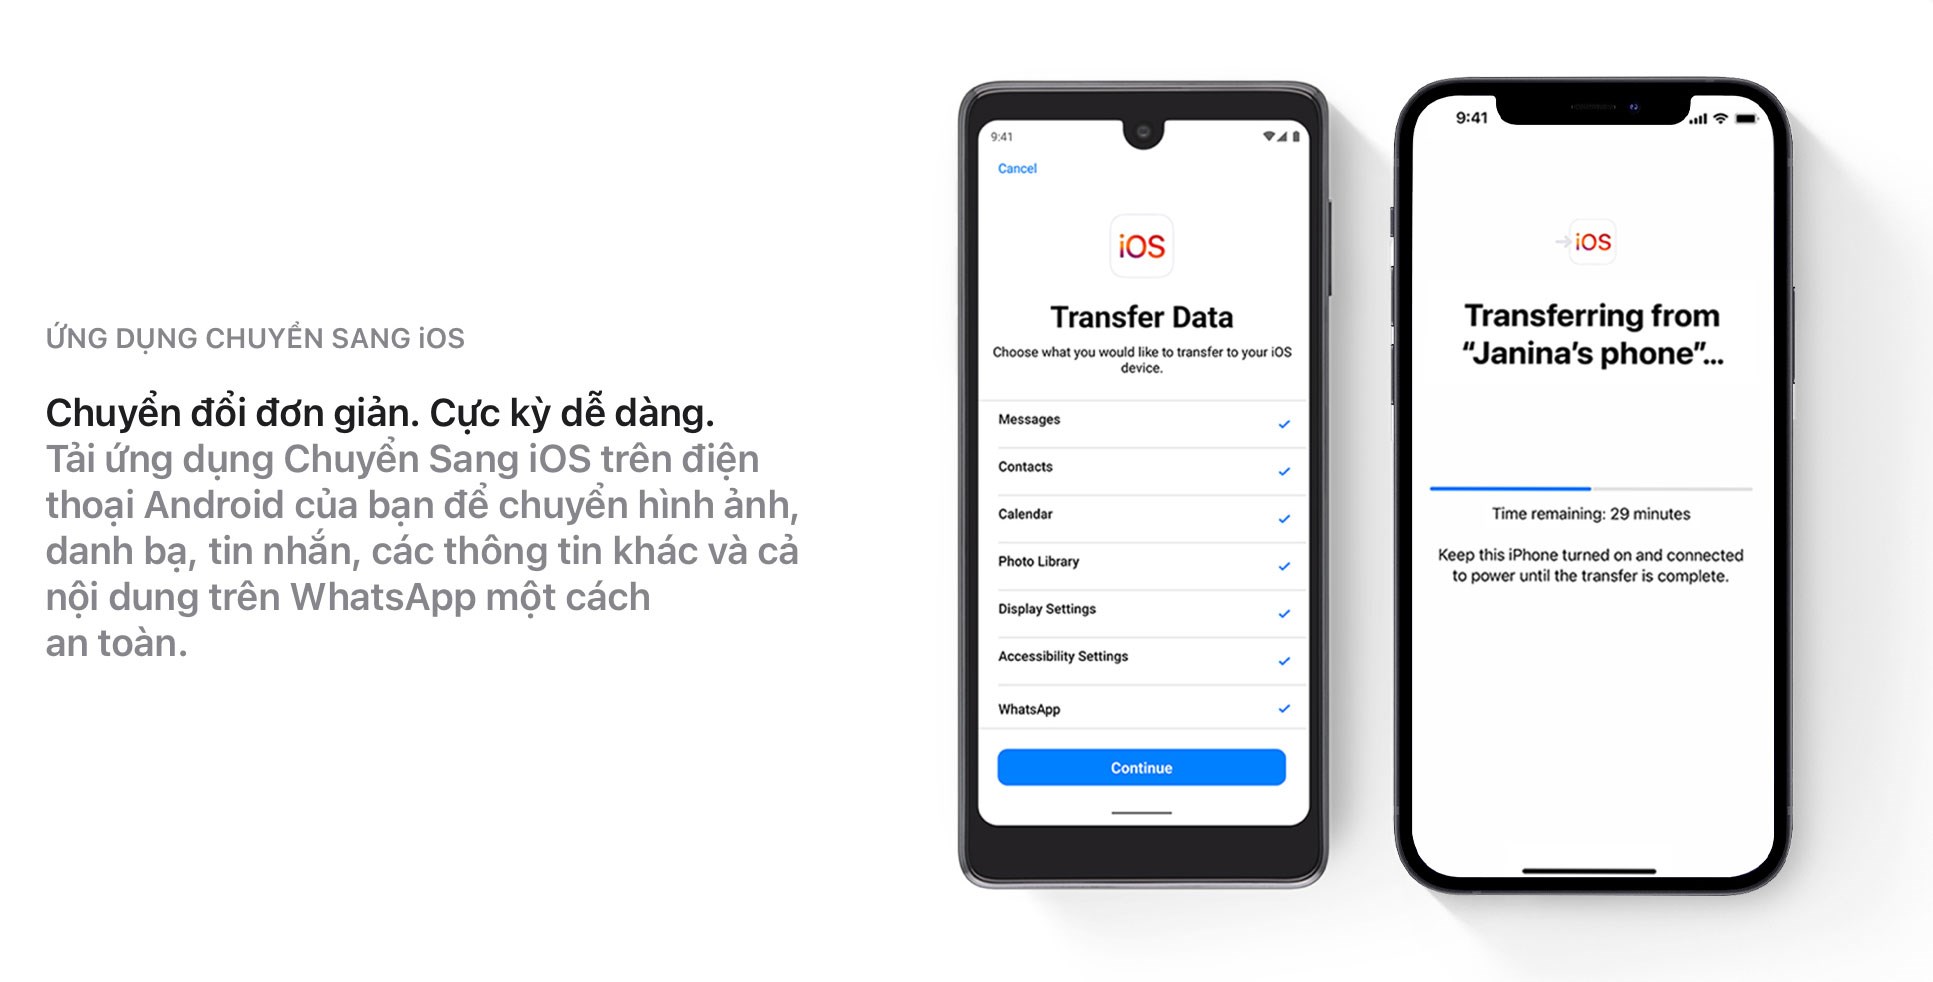 ỨNG DỤNG CHUYỂN SANG iOS
Chuyển đổi đơn giản. Cực kỳ dễ dàng.
Tải ứng dụng Chuyển Sang iOS trên điện
thoại Android của bạn để chuyển hình ảnh,
danh bạ, tin nhắn, các thông tin khác và cả
nội dung trên WhatsApp một cách
an toàn.
9:41
Cancel
iOS
Transfer Data
Choose what you would like to transfer to your iOS
device.
Messages
Contacts
Calendar
Photo Library
Display Settings
Accessibility Settings
WhatsApp
Continue
9:41
iOS
Transferring from
“Janina’s phone”...
Time remaining: 29 minutes
Keep this iPhone turned on and connected
to power until the transfer is complete.